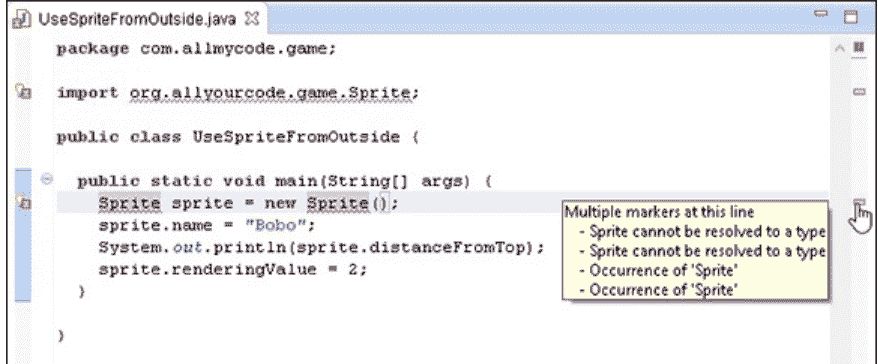 UseSpriteFromOutside.java
package com.allmycode.game;
import org.allyourcode.game.Sprite;
public class UseSpriteFromOutside {
public static void main(String[] args) {
Sprite sprite = new Sprite();
sprite.name = "Bobo";
System.out.println(sprite.distanceFromTop);
sprite.renderingValue = 2;
}
}
Multiple markers at this line
- Sprite cannot be resolved to a type
- Sprite cannot be resolved to a type
- Occurrence of 'Sprite'
- Occurrence of 'Sprite'